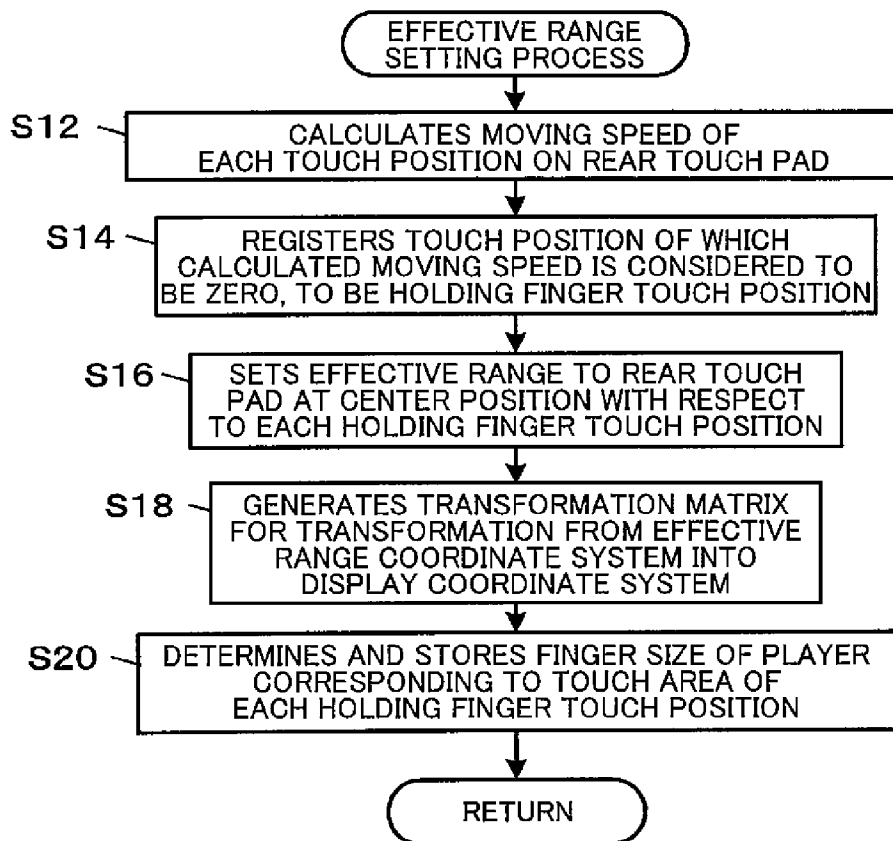 EFFECTIVE RANGE
SETTING PROCESS
S12
CALCULATES MOVING SPEED OF
EACH TOUCH POSITION ON REAR TOUCH PAD
S14
REGISTERS TOUCH POSITION OF WHICH
CALCULATED MOVING SPEED IS CONSIDERED TO
BE ZERO, TO BE HOLDING FINGER TOUCH POSITION
S16
SETS EFFECTIVE RANGE TO REAR TOUCH
PAD AT CENTER POSITION WITH RESPECT
TO EACH HOLDING FINGER TOUCH POSITION
S18
GENERATES TRANSFORMATION MATRIX
FOR TRANSFORMATION FROM EFFECTIVE
RANGE COORDINATE SYSTEM INTO
DISPLAY COORDINATE SYSTEM
S20
DETERMINES AND STORES FINGER SIZE OF PLAYER
CORRESPONDING TO TOUCH AREA OF
EACH HOLDING FINGER TOUCH POSITION
RETURN